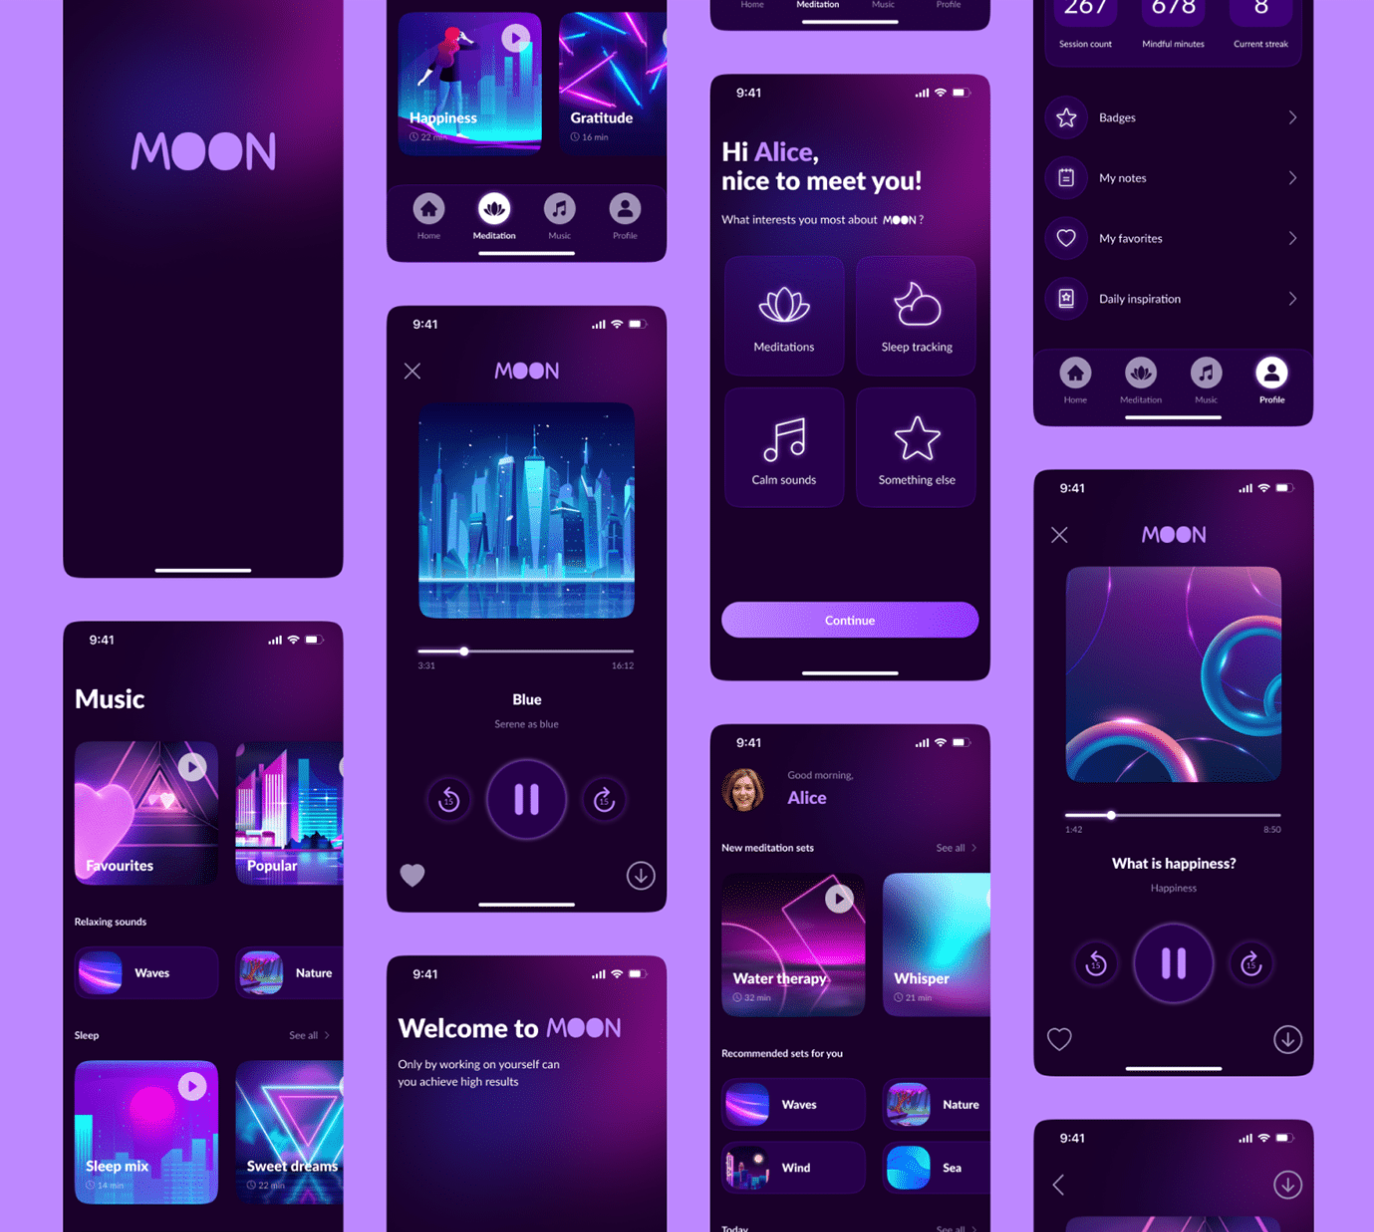 MOON
9:41
Music
Favourites
Popular
Relaxing sounds
Waves
Nature
Sleep
See all
Sleep mix
14 min
Sweet dreams
22 min
Happiness
22 min
Gratitude
16 min
Home
Meditation
Music
Profile
9:41
MOON
3:31
16:12
Blue
Serene as blue
15
15
9:41
Welcome to MOON
Only by working on yourself can
you achieve high results
Home
Meditation
Music
Profile
9:41
Hi Alice,
nice to meet you!
What interests you most about MOON?
Meditations
Sleep tracking
Calm sounds
Something else
Continue
9:41
Good morning,
Alice
New meditation sets
See all
Water therapy
32 min
Whisper
21 min
Recommended sets for you
Waves
Nature
Wind
Sea
Today
See all
267
678
8
Session count
Mindful minutes
Current streak
Badges
My notes
My favorites
Daily inspiration
Home
Meditation
Music
Profile
9:41
MOON
1:42
8:50
What is happiness?
Happiness
15
15
9:41